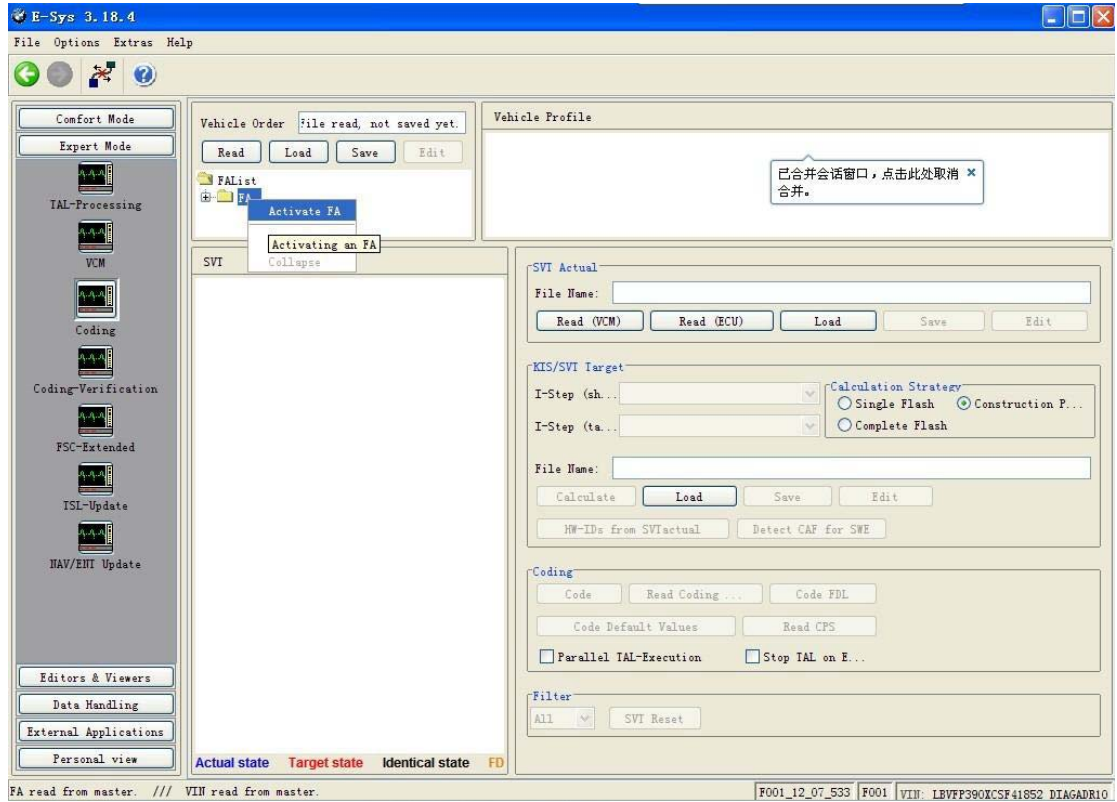 E-Sys 3.18.4
File Options Extras Help
Comfort Mode
Expert Mode
TAL-Processing
VCM
Coding
Coding-Verification
FSC-Extended
TSL-Update
NAV/ENT Update
Editors & Viewers
Data Handling
External Applications
Personal view
Vehicle Order File read, not saved yet.
Read Load Save Edit
FAList
FA
Activate FA
Activating an FA
Collapse
Vehicle Profile
已合并会话窗口，点击此处取消
合并。
SVT
Actual state Target state Identical state FD
SVT Actual
File Name:
Read (VCM) Read (ECU) Load Save Edit
KIS/SVT Target
I-Step (sh...
Calculation Strategy
Single Flash Construction P...
I-Step (ta...
Complete Flash
File Name:
Calculate Load Save Edit
HW-IDs from SVTactual Detect CAF for SWE
Coding
Code Read Coding ... Code FDL
Code Default Values Read CPS
Parallel TAL-Execution Stop TAL on E...
Filter
All SVT Reset
FA read from master. /// VIN read from master.
F001_12_07_533 F001 VIN: LBVFP390XCSF41852_DIAGADR10